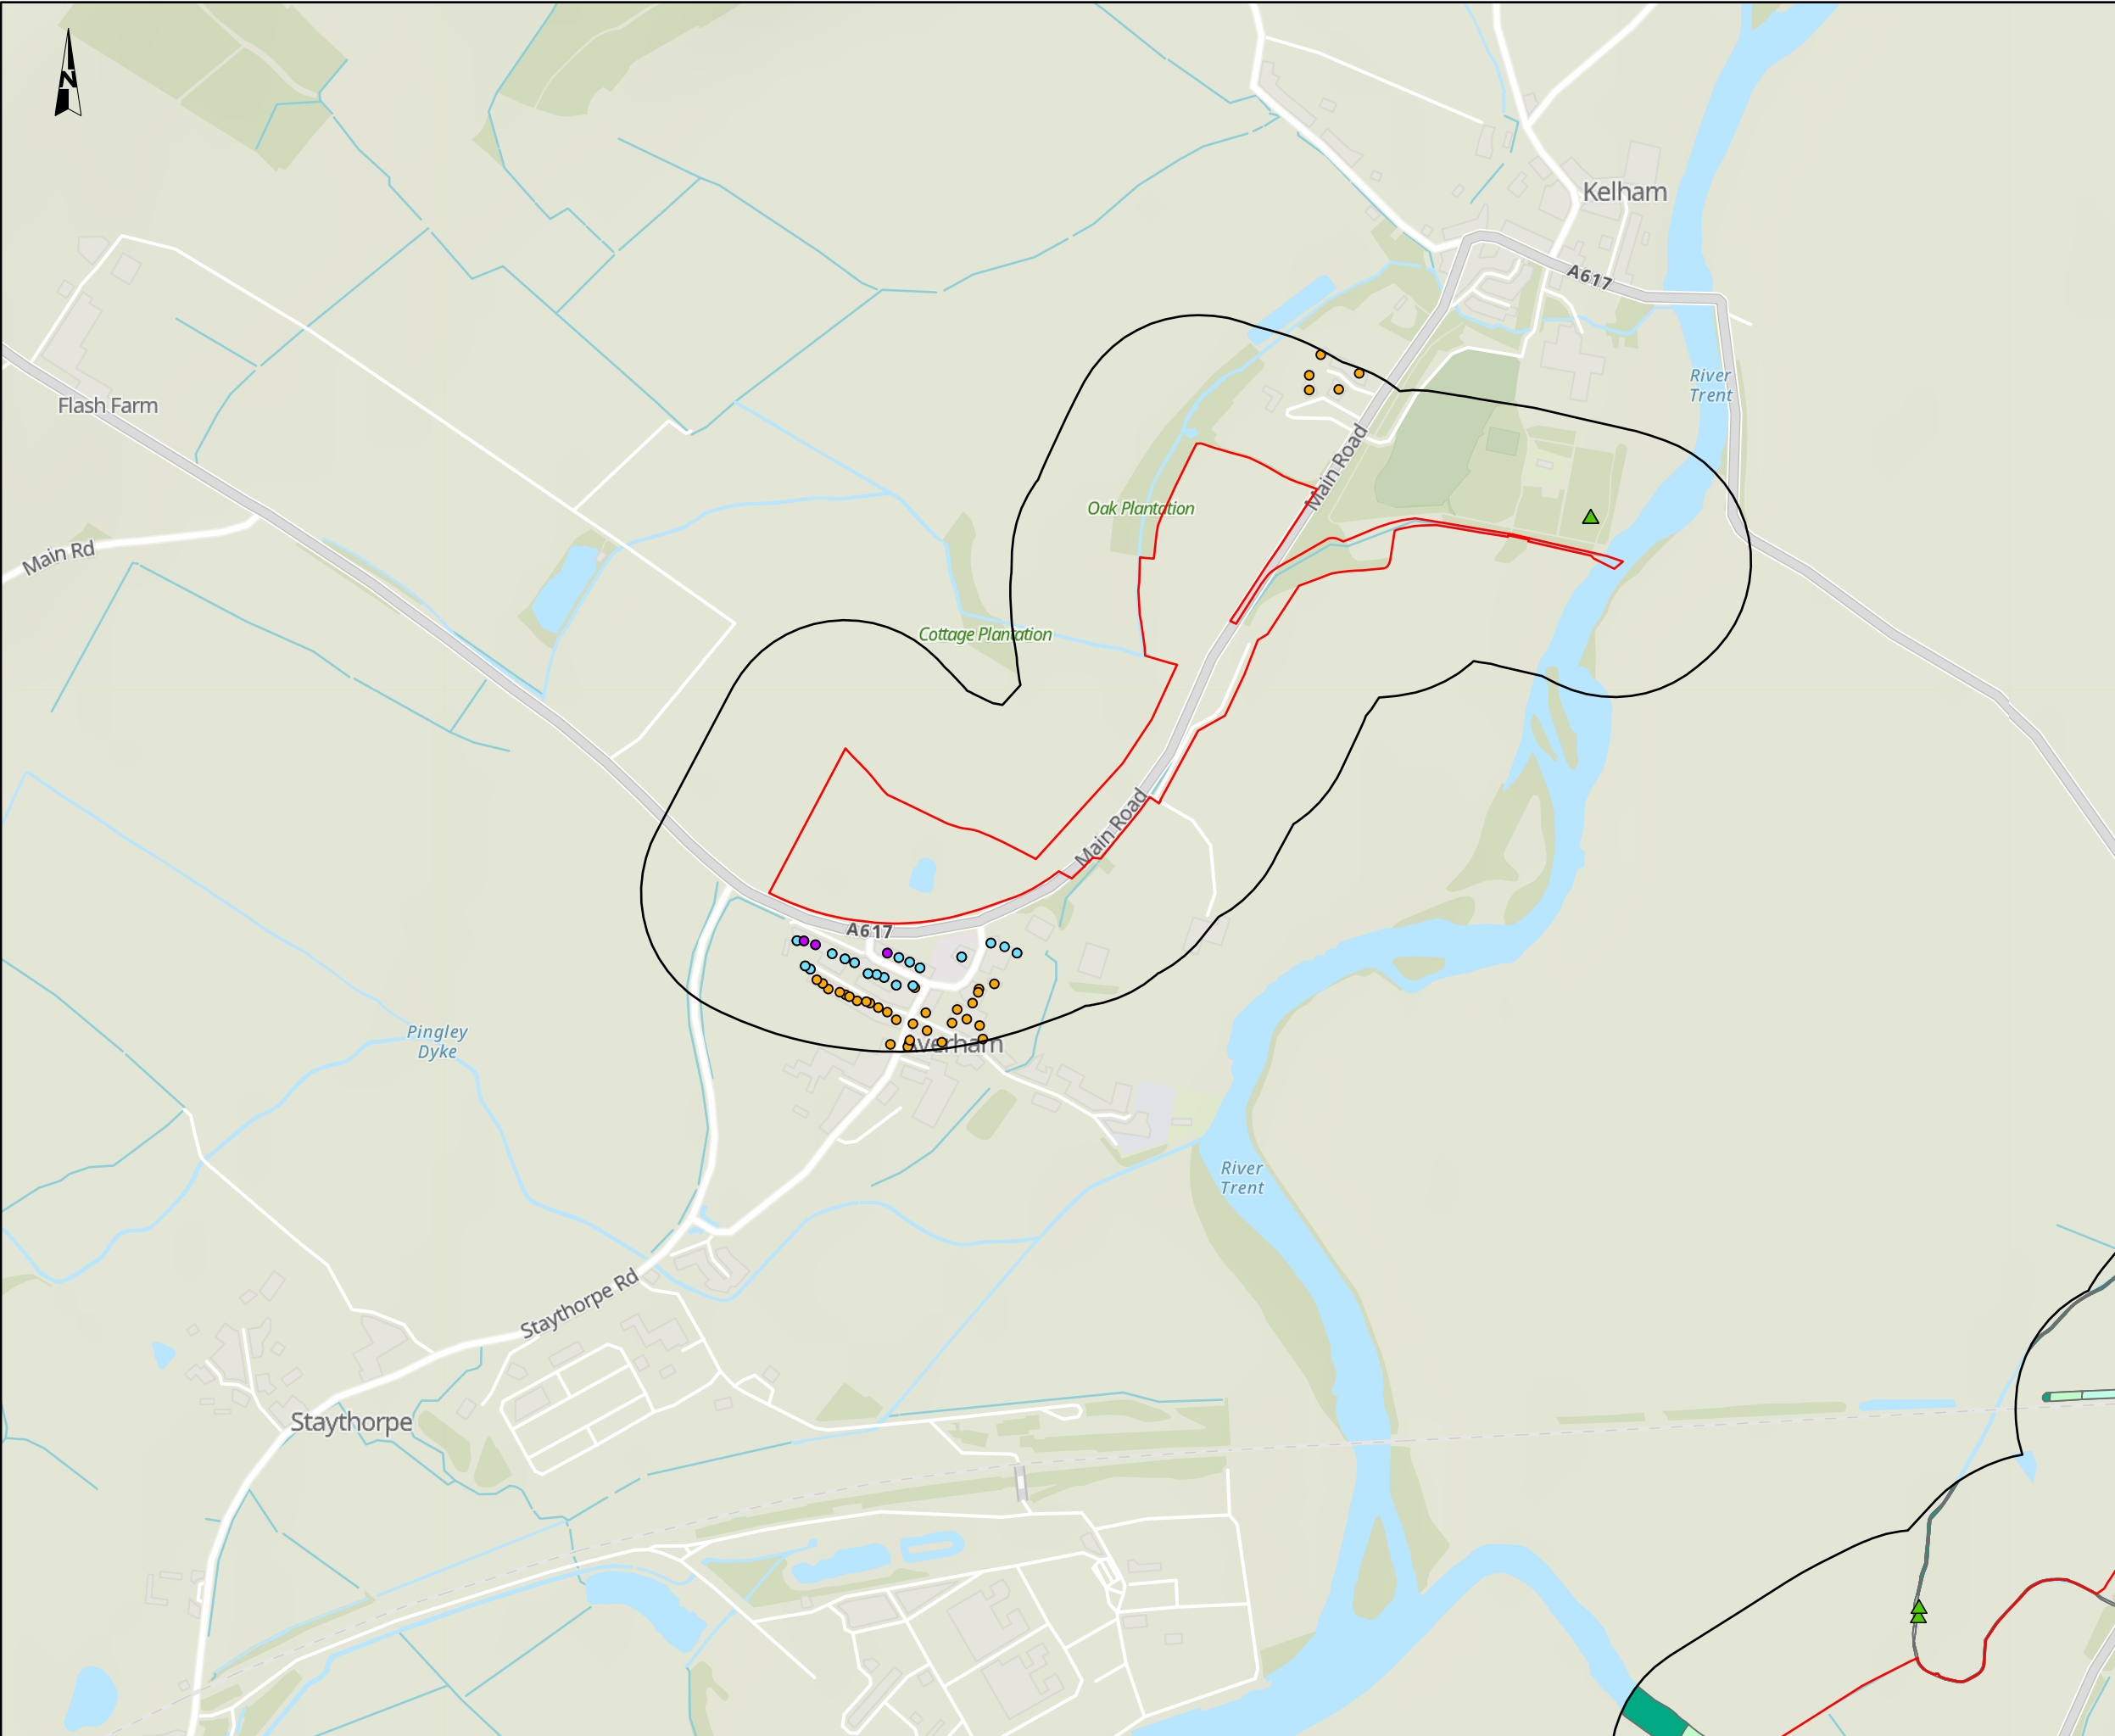 N
Kelham
A617
River
Trent
Flash Farm
Main Road
Oak Plantation
Main Rd
Cottage Plantation
Main Road
A617
Pingley
Dyke
Averham
River
Trent
Staythorpe Rd
Staythorpe